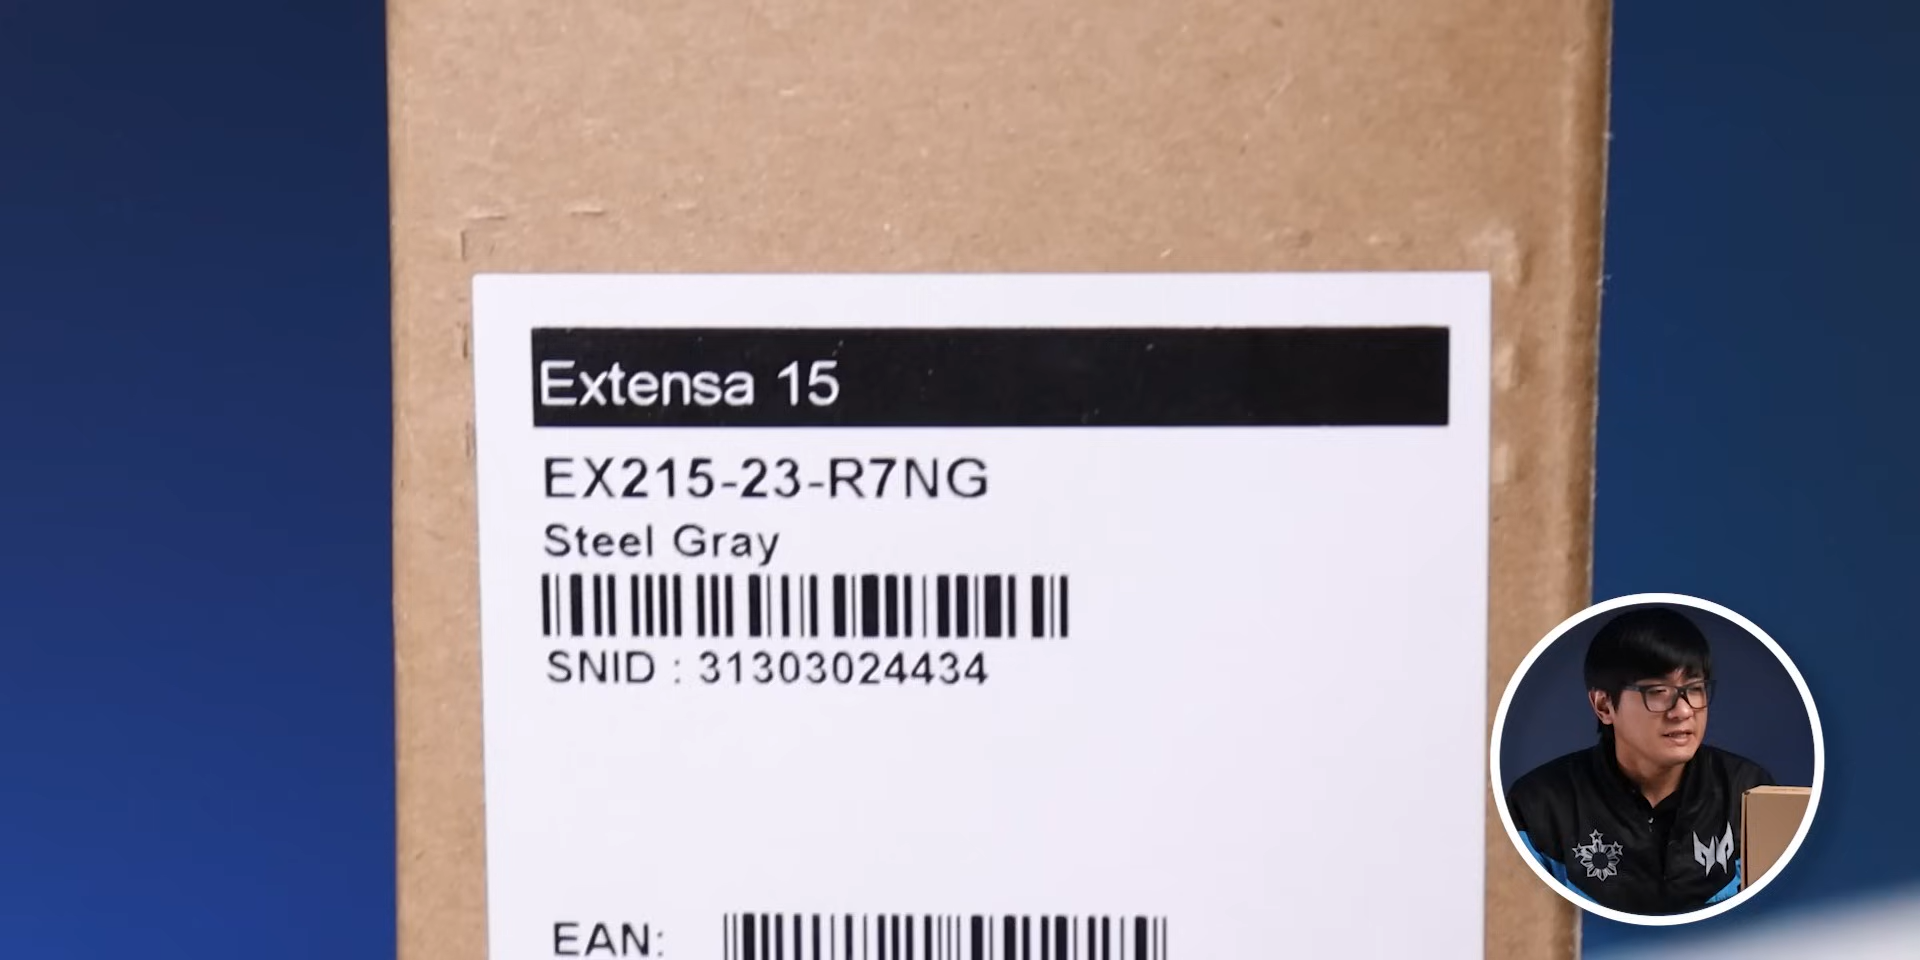 Extensa 15
EX215-23-R7NG
Steel Gray
SNID : 31303024434
EAN: